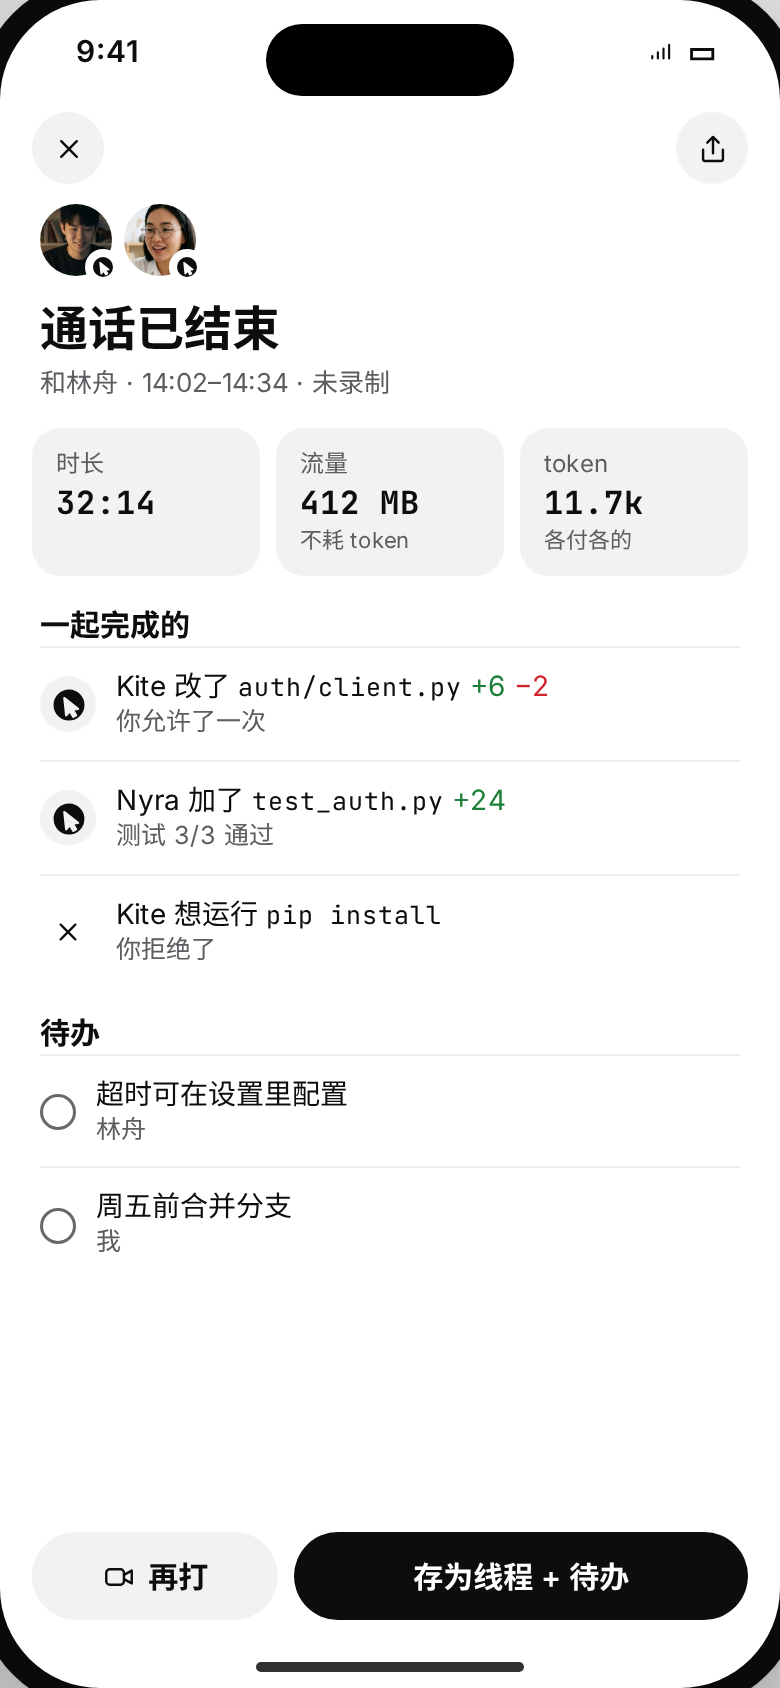 9:41
通话已结束
和林舟 · 14:02–14:34 · 未录制
时长
32:14
流量
412 MB
不耗 token
token
11.7k
各付各的
一起完成的
Kite 改了 auth/client.py +6 −2
你允许了一次
Nyra 加了 test_auth.py +24
测试 3/3 通过
Kite 想运行 pip install
你拒绝了
待办
超时可在设置里配置
林舟
周五前合并分支
我
再打
存为线程 + 待办